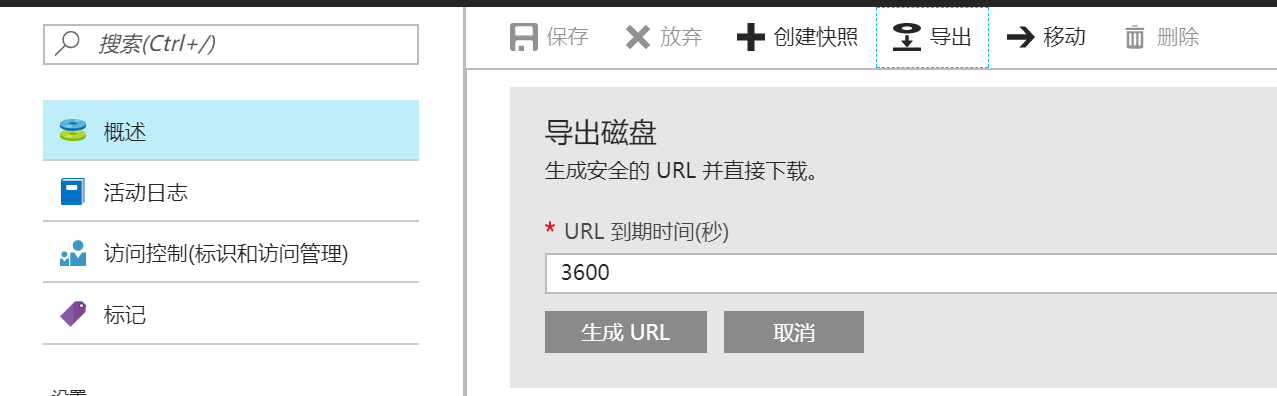 搜索(Ctrl+/)
概述
活动日志
访问控制(标识和访问管理)
标记
设置
保存 放弃 创建快照 导出 移动 删除
导出磁盘
生成安全的 URL 并直接下载。
* URL 到期时间(秒)
3600
生成 URL 取消